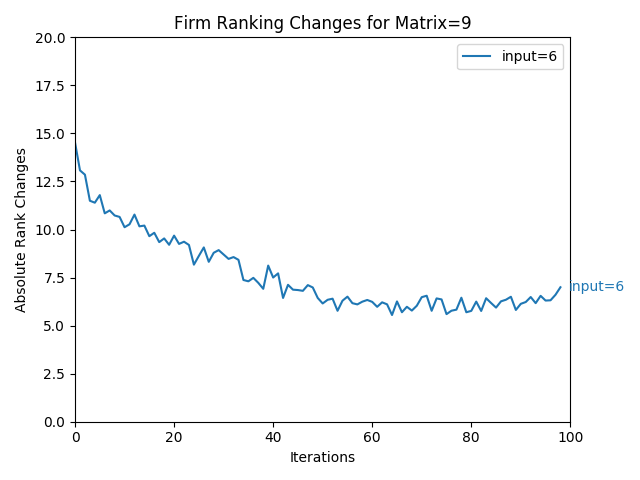 Firm Ranking Changes for Matrix=9
20.0
17.5
15.0
12.5
10.0
7.5
5.0
2.5
0.0
Absolute Rank Changes
input=6
input=6
0 20 40 60 80 100
Iterations